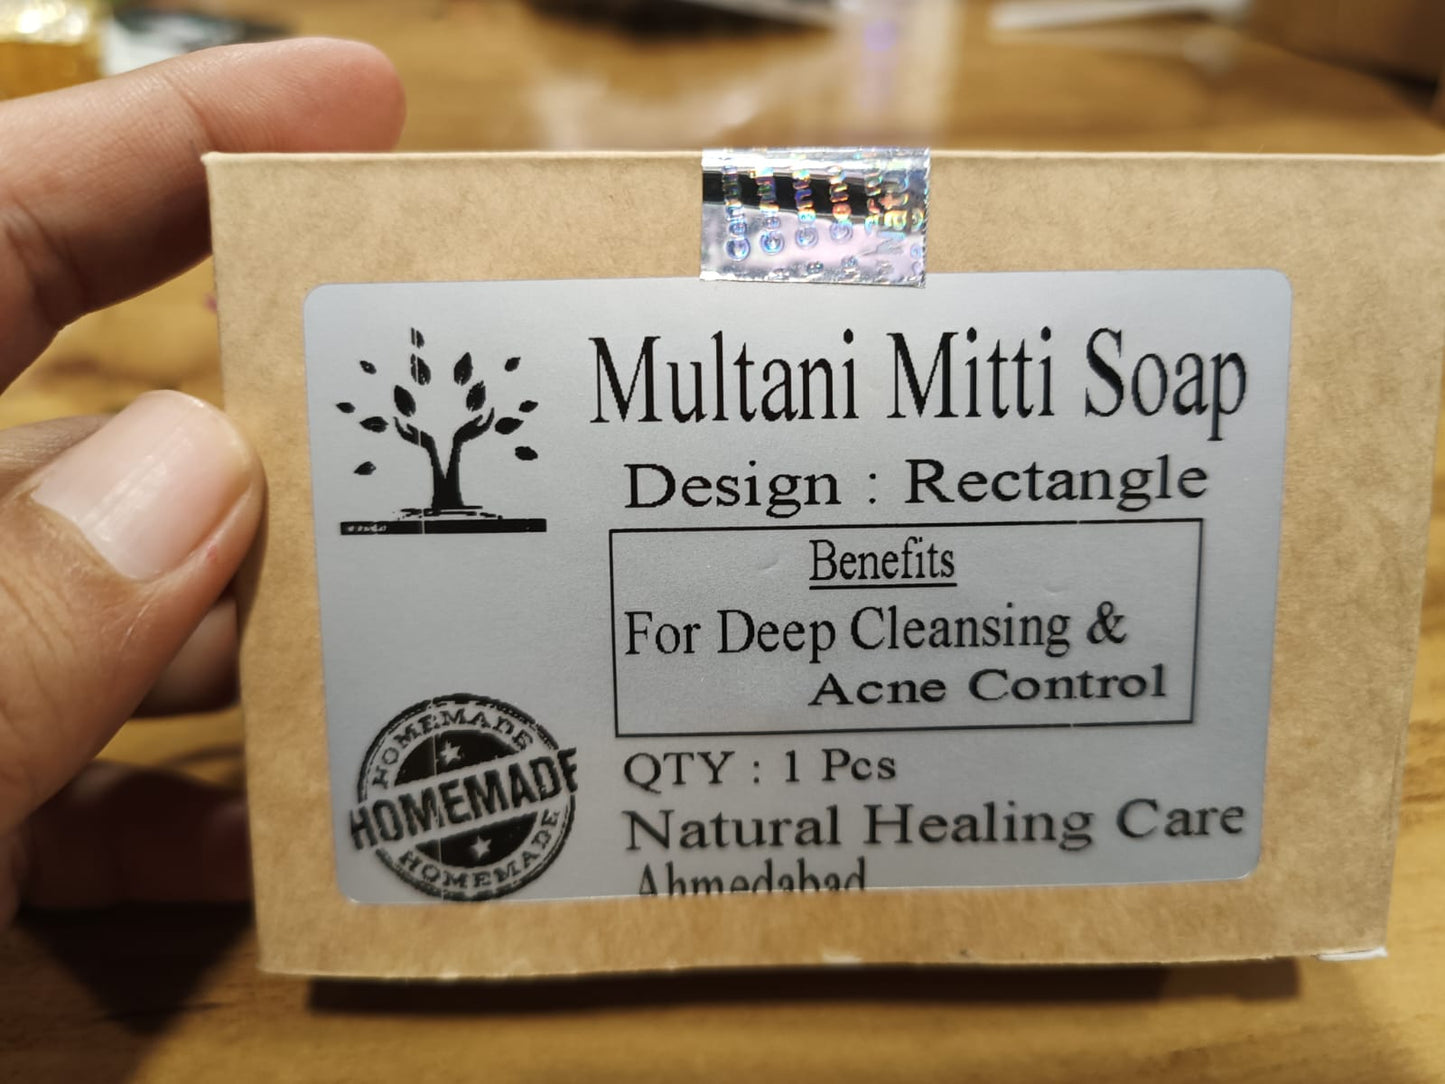 Multani Mitti Soap
Design : Rectangle
Benefits
For Deep Cleansing &
Acne Control
QTY : 1 Pcs
Natural Healing Care
Ahmedabad
HOMEMADE
HOMEMADE
HOMEMADE